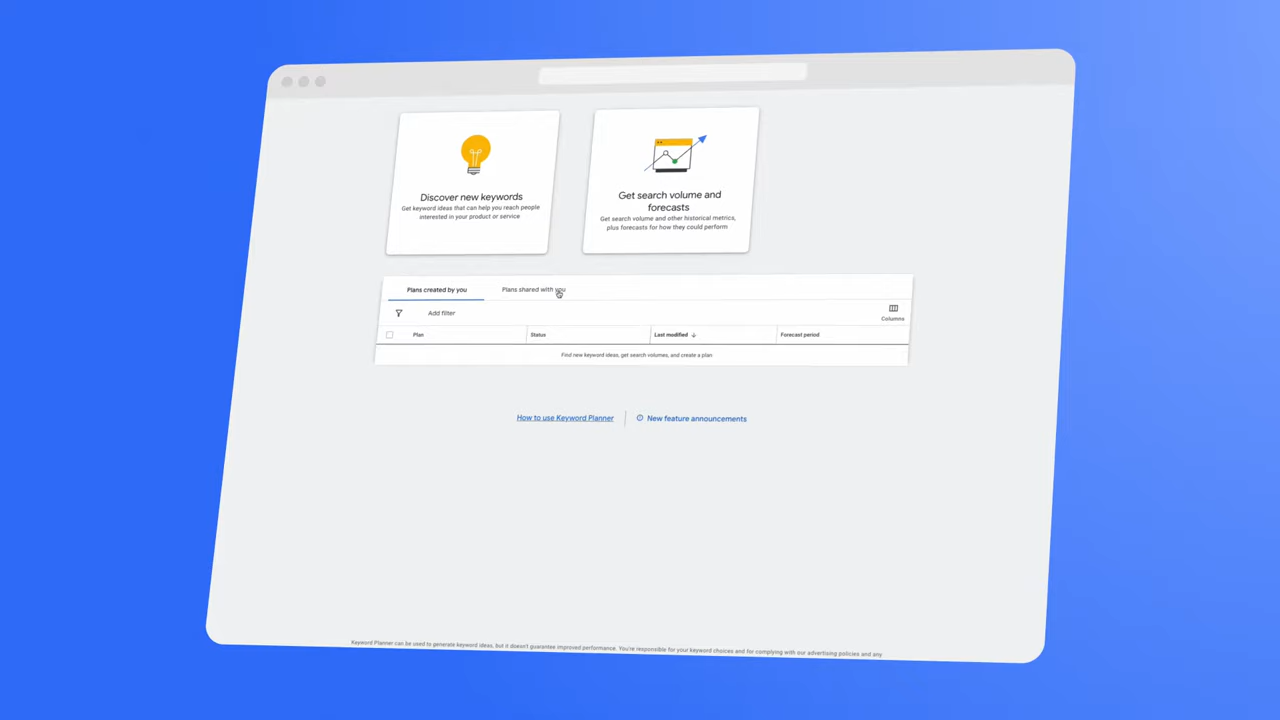 Discover new keywords
Get keyword ideas that can help you reach people
interested in your product or service
Get search volume and
forecasts
Get search volume and other historical metrics,
plus forecasts for how they could perform
Plans created by you
Plans shared with you
Add filter
Columns
Plan
Status
Last modified
Forecast period
Find new keyword ideas, get search volumes, and create a plan
How to use Keyword Planner
New feature announcements
Keyword Planner can be used to generate keyword ideas, but it doesn't guarantee improved performance. You're responsible for your keyword choices and for complying with our advertising policies and any